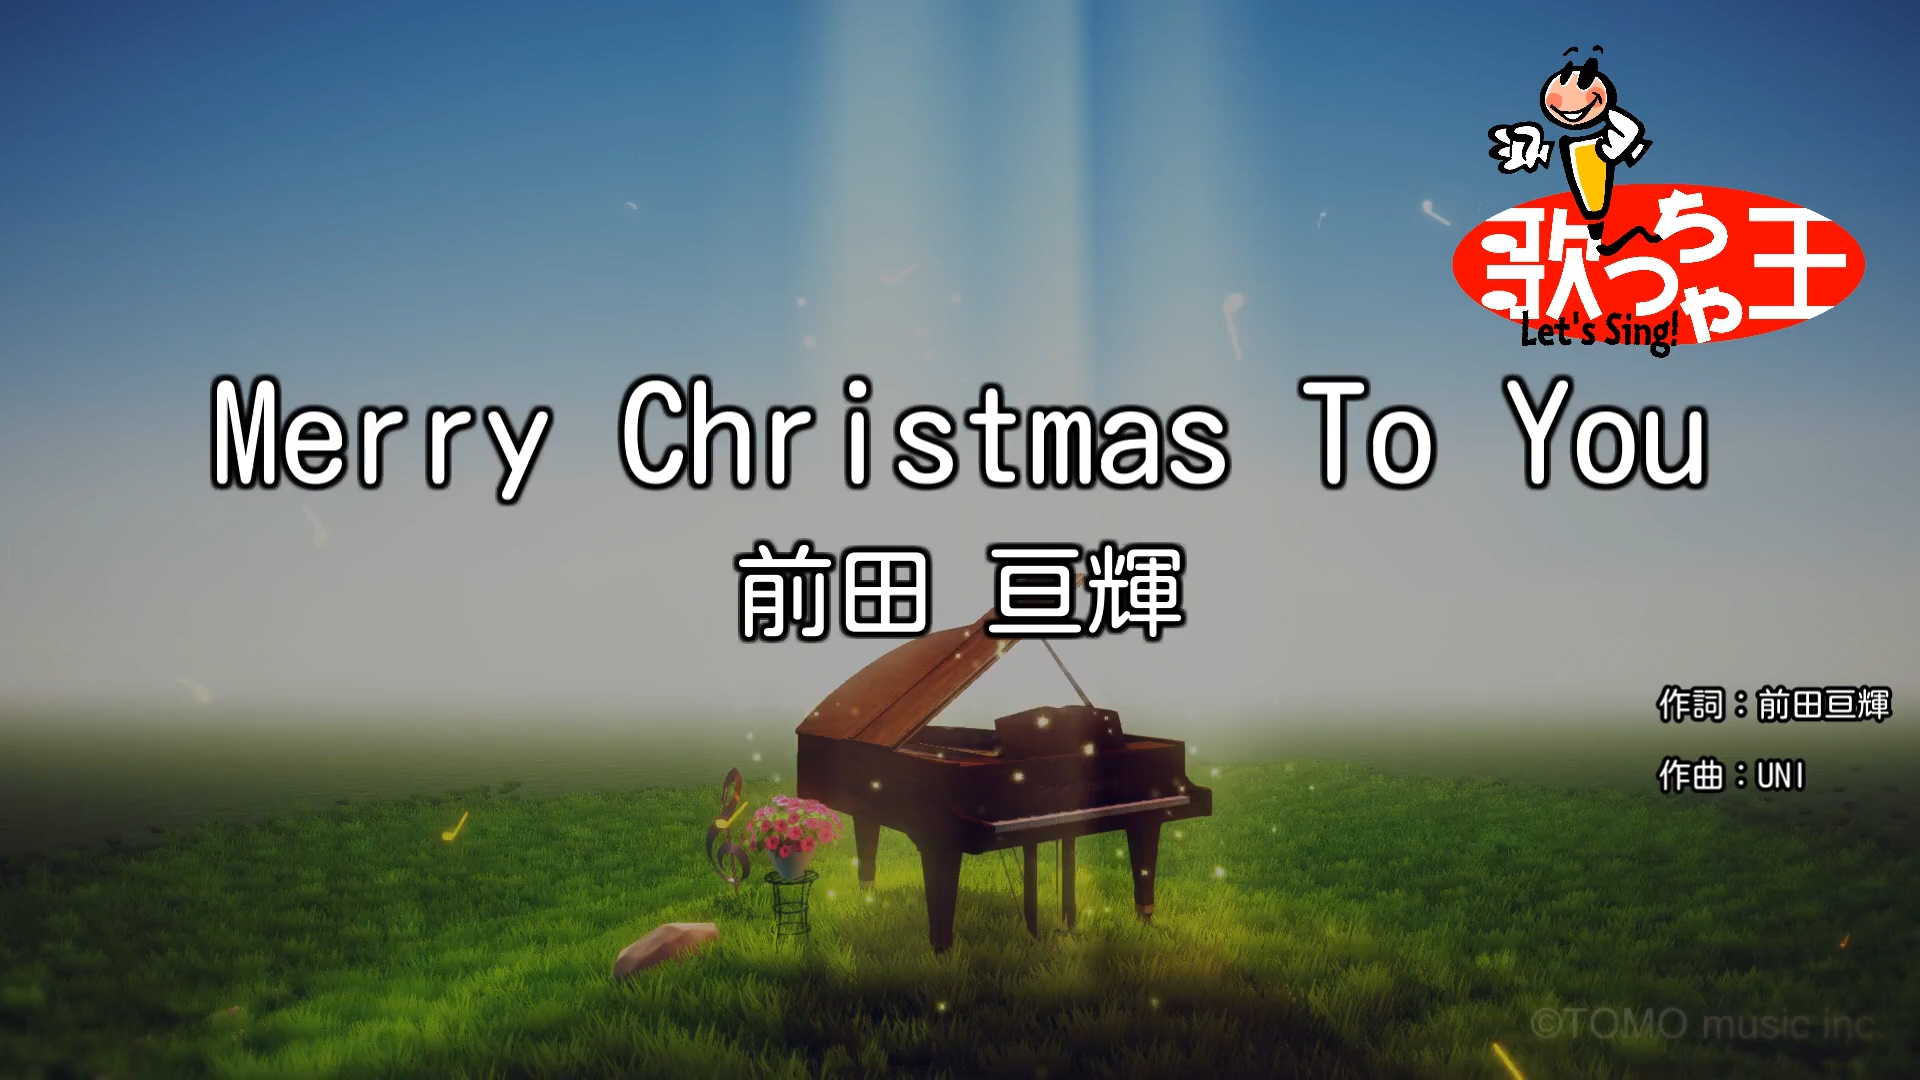 歌っちゃ王
Let's Sing!
Merry Christmas To You
前田 亘輝
作詞：前田亘輝
作曲：UNI
©TOMO music inc